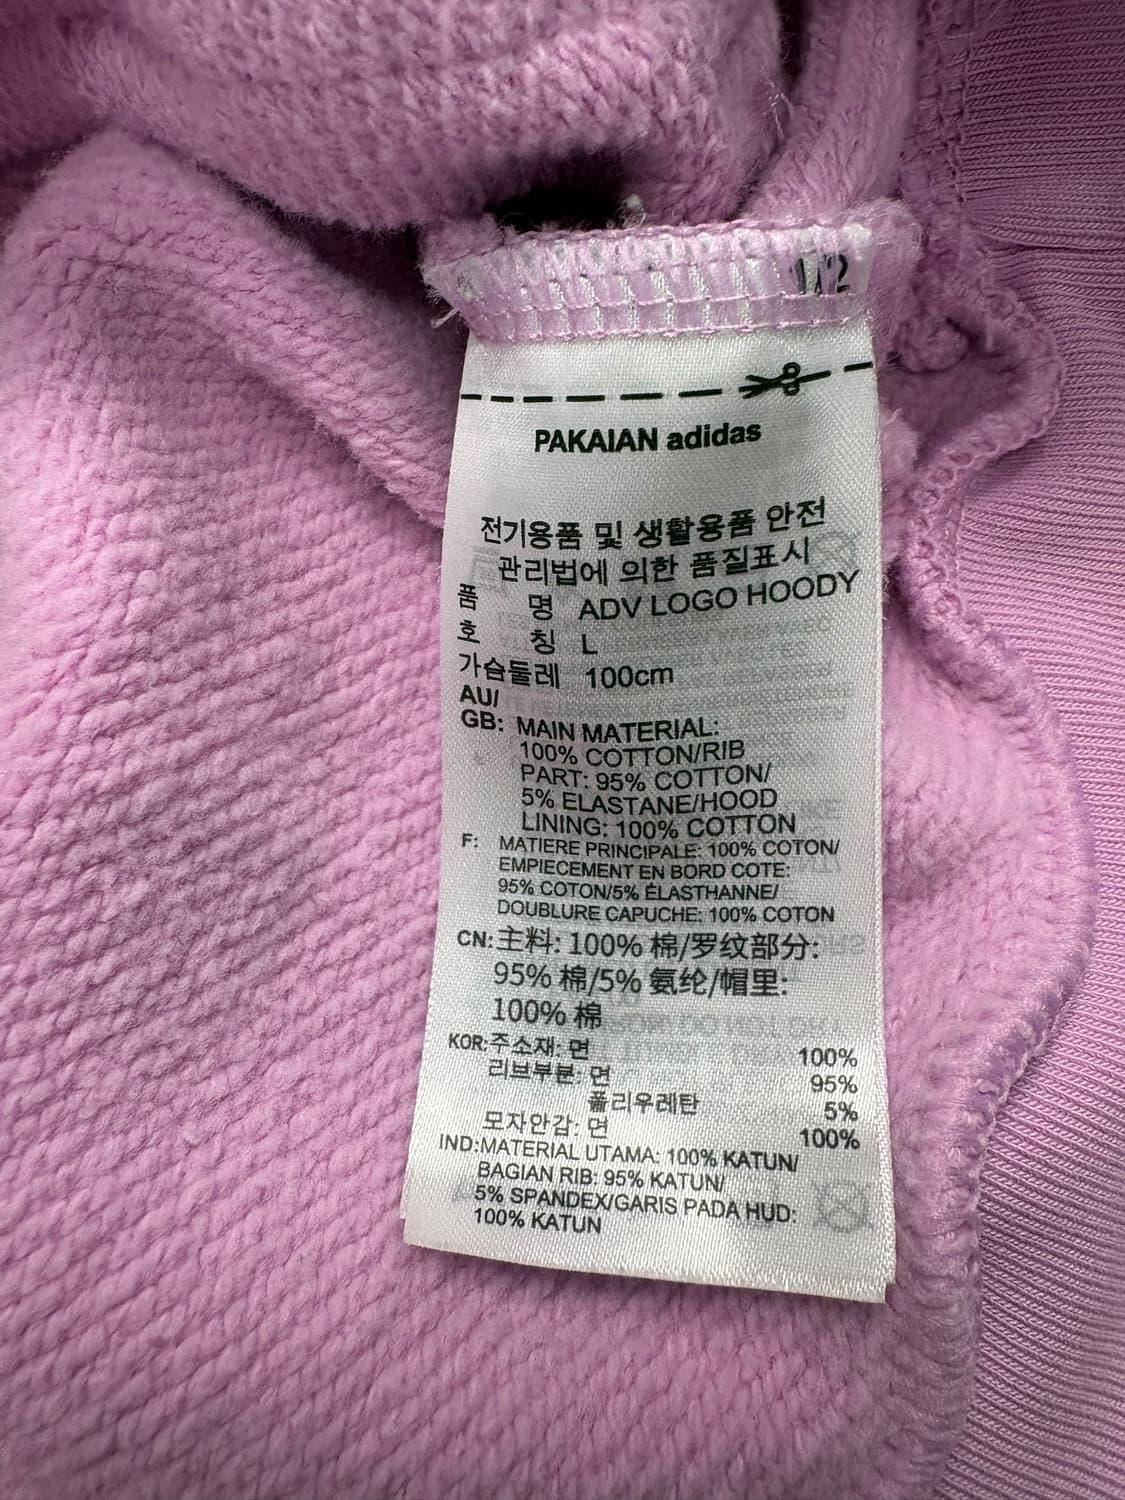 1/2
PAKAIAN adidas
전기용품 및 생활용품 안전
관리법에 의한 품질표시
품 명 ADV LOGO HOODY
호 칭 L
가슴둘레 100cm
AU/
GB: MAIN MATERIAL:
100% COTTON/RIB
PART: 95% COTTON/
5% ELASTANE/HOOD
LINING: 100% COTTON
F: MATIERE PRINCIPALE: 100% COTON/
EMPIECEMENT EN BORD COTE:
95% COTON/5% ÉLASTHANNE/
DOUBLURE CAPUCHE: 100% COTON
CN: 主料: 100% 棉/罗纹部分:
95% 棉/5% 氨纶/帽里:
100% 棉
KOR: 주소재: 면 100%
리브부분: 면 95%
폴리우레탄 5%
모자안감: 면 100%
IND: MATERIAL UTAMA: 100% KATUN/
BAGIAN RIB: 95% KATUN/
5% SPANDEX/GARIS PADA HUD:
100% KATUN